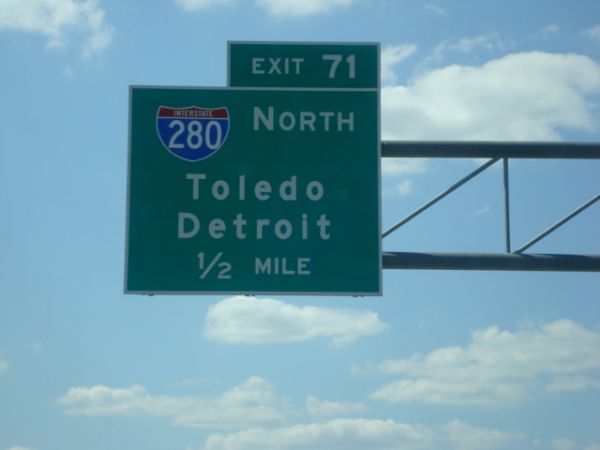 EXIT 71
INTERSTATE
280 NORTH
Toledo
Detroit
1/2 MILE